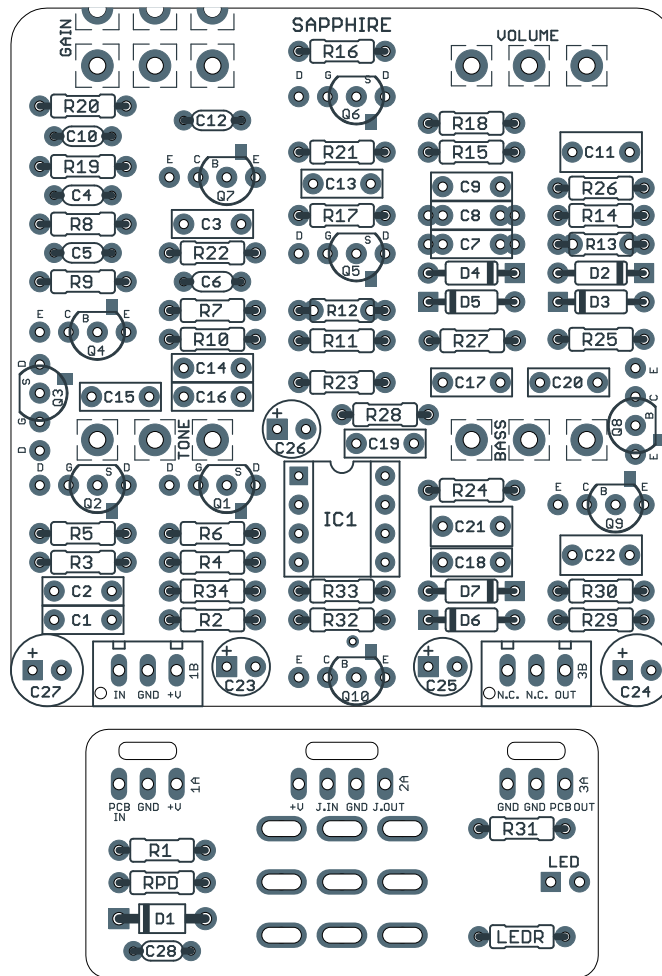 SAPPHIRE
GAIN
VOLUME
R16
D G S D
Q6
R20
C12
R18
C10
R21
R15
C11
R19
E C B E
Q7
C13
C9
R26
C4
R17
C8
R14
R8
C3
D G S D
Q5
C7
R13
C5
R22
D4
D2
R9
C6
D5
D3
E C B E
Q4
R7
R12
R10
R11
R27
R25
D S G D
Q3
C14
R23
C17
C20
E C B E
Q8
C15
C16
R28
+
C26
C19
TONE
BASS
D G S D
Q2
D G S D
Q1
IC1
R24
E C B E
Q9
R5
R6
C21
R3
R4
C18
C22
C2
R34
R33
D7
R30
C1
R2
R32
D6
R29
+
C27
IN GND +V
1B
+
C23
E C B E
Q10
+
C25
N.C. N.C. OUT
3B
+
C24
1A
2A
3A
PCB IN GND +V
+V J.IN GND J.OUT
GND GND PCB OUT
R1
R31
RPD
LED
D1
C28
LEDR